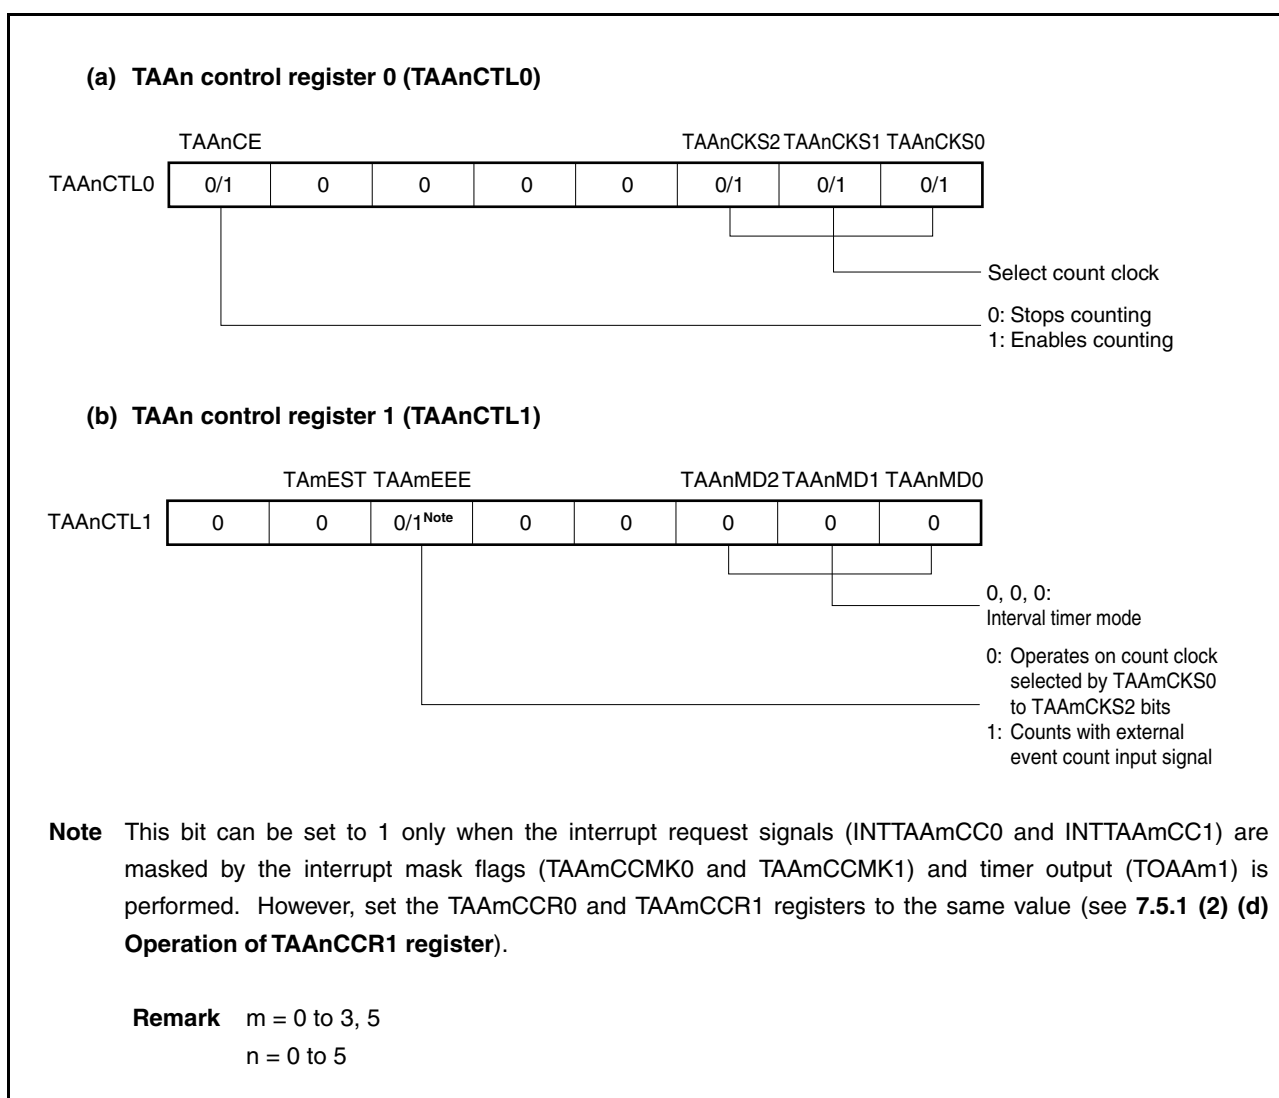 (a) TAAn control register 0 (TAAnCTL0)
TAAnCE TAAnCKS2 TAAnCKS1 TAAnCKS0
TAAnCTL0 0/1 0 0 0 0 0/1 0/1 0/1
Select count clock
0: Stops counting
1: Enables counting
(b) TAAn control register 1 (TAAnCTL1)
TAmEST TAAmEEE TAAnMD2 TAAnMD1 TAAnMD0
TAAnCTL1 0 0 0/1Note 0 0 0 0 0
0, 0, 0:
Interval timer mode
0: Operates on count clock
selected by TAAmCKS0
to TAAmCKS2 bits
1: Counts with external
event count input signal
Note This bit can be set to 1 only when the interrupt request signals (INTTAAmCC0 and INTTAAmCC1) are
masked by the interrupt mask flags (TAAmCCMK0 and TAAmCCMK1) and timer output (TOAAm1) is
performed. However, set the TAAmCCR0 and TAAmCCR1 registers to the same value (see 7.5.1 (2) (d)
Operation of TAAnCCR1 register).
Remark m = 0 to 3, 5
n = 0 to 5